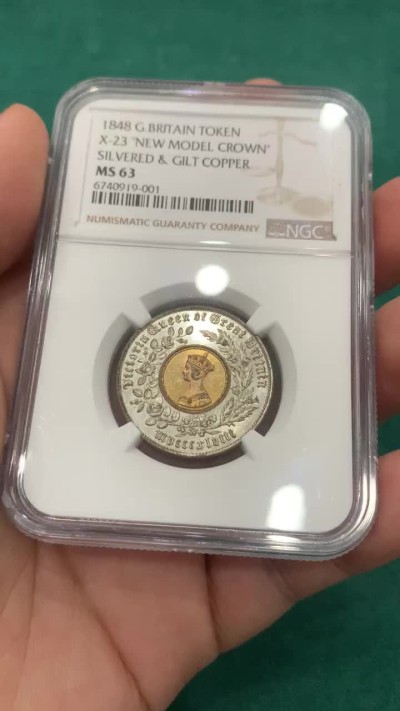 1848 G.BRITAIN TOKEN
X-23 "NEW MODEL CROWN"
SILVERED & GILT COPPER
MS 63
6740919-001
NUMISMATIC GUARANTY COMPANY
NGC
Victoria Queen of Great Britain
MDCCCXLVIII